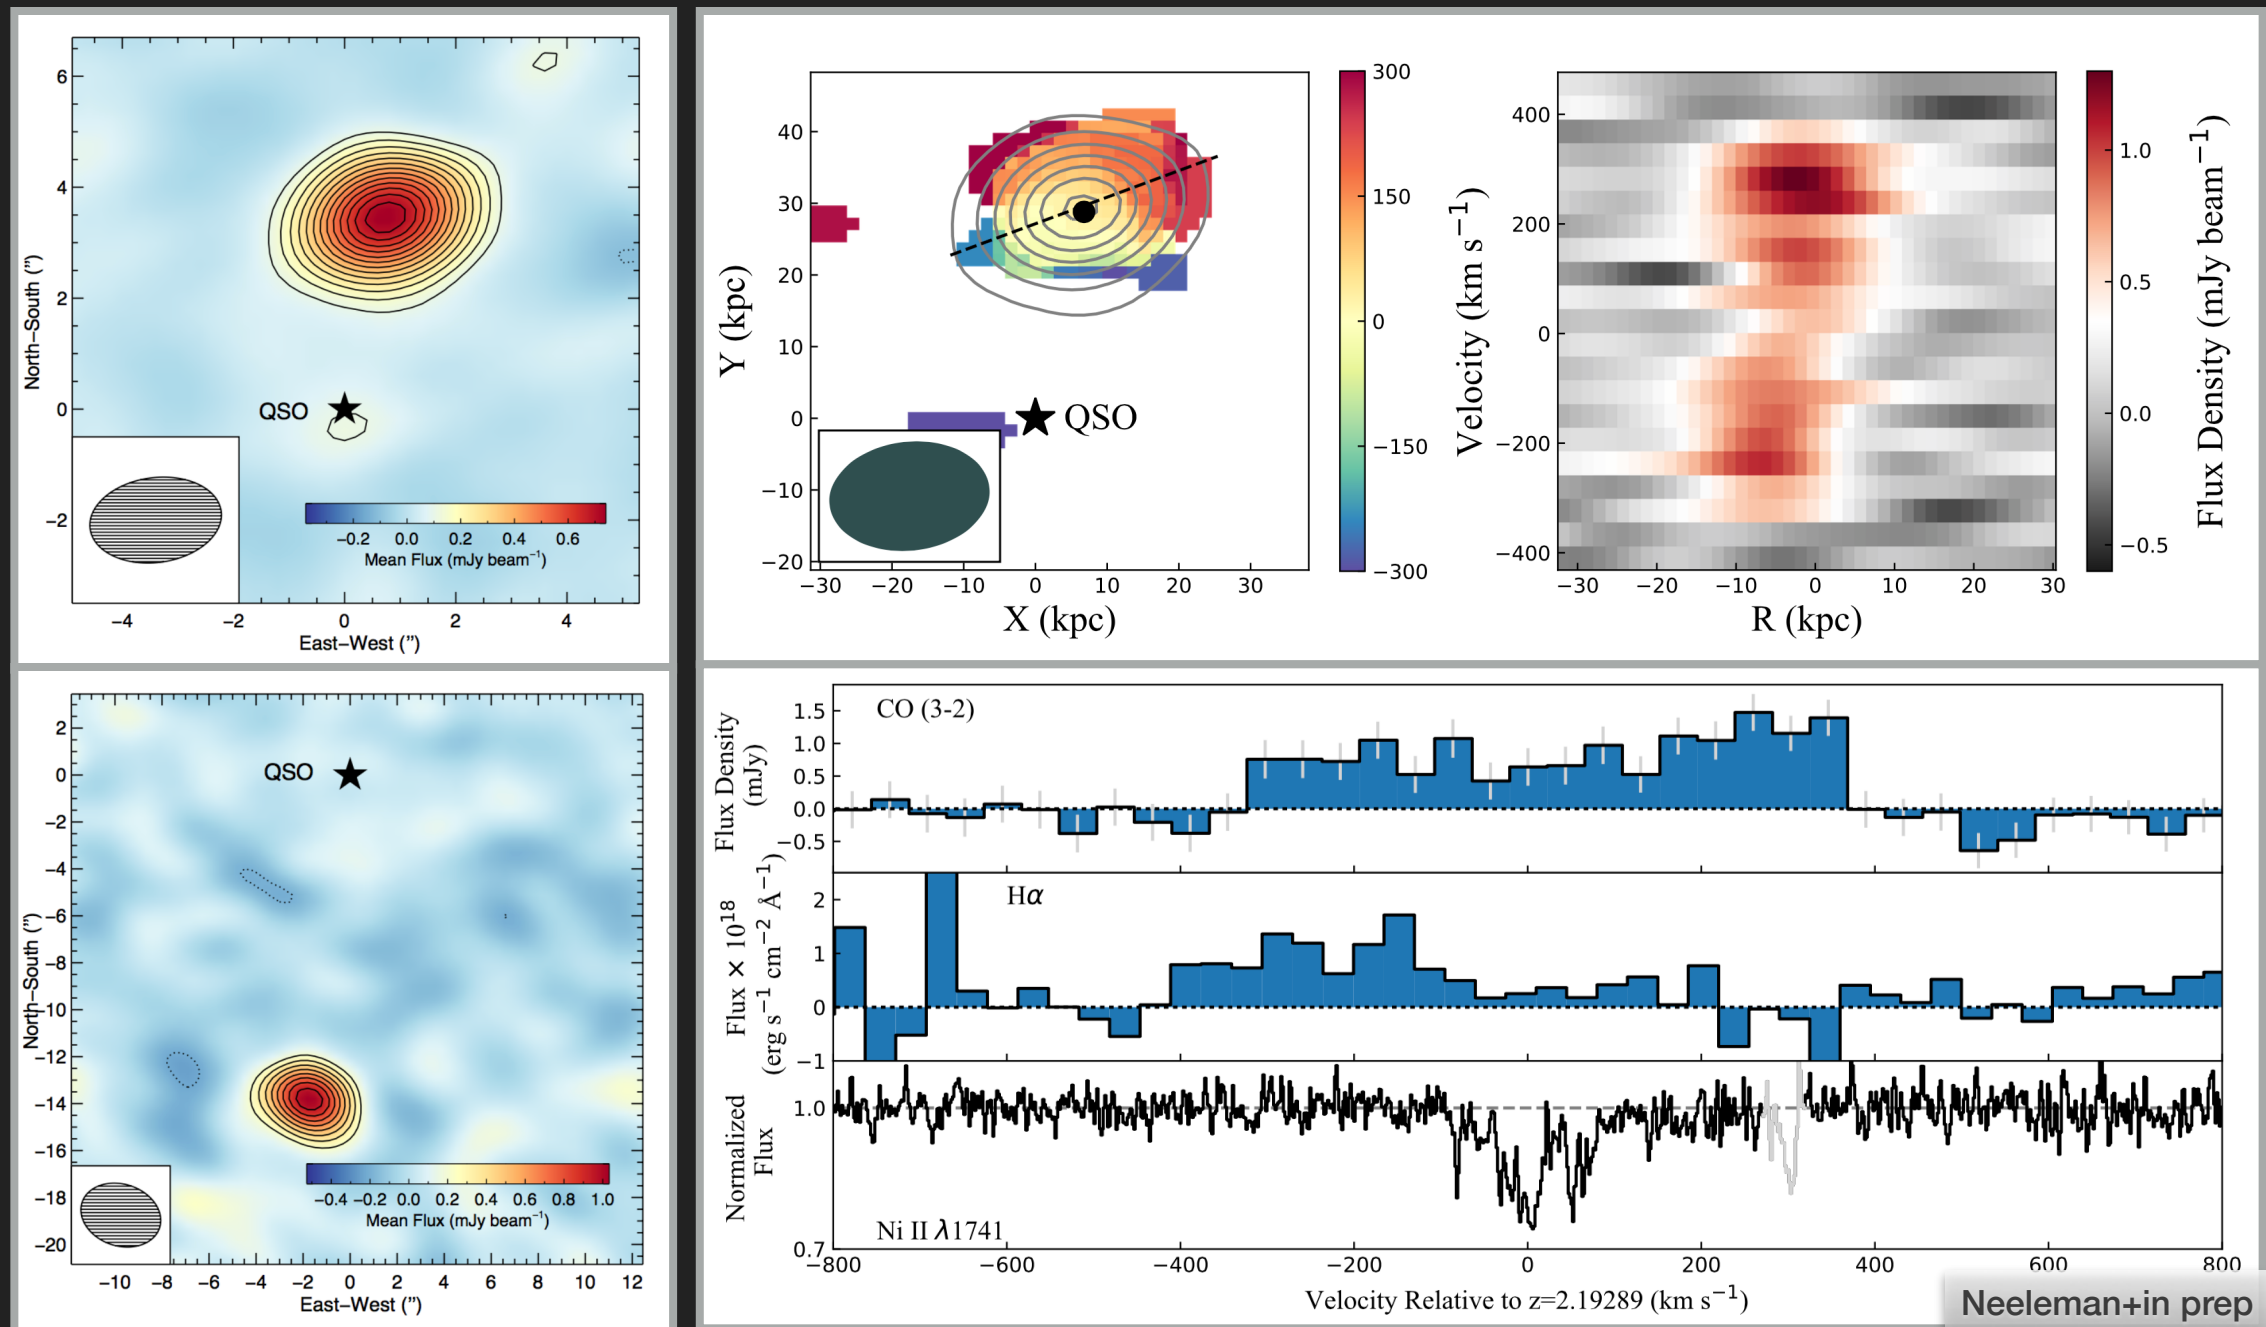 6
4
2
0
−2
North−South (”)
QSO
−0.2 0.0 0.2 0.4 0.6
Mean Flux (mJy beam⁻¹)
−4 −2 0 2 4
East−West (”)
40
30
20
10
0
−10
−20
Y (kpc)
QSO
−30 −20 −10 0 10 20 30
X (kpc)
300
150
0
−150
−300
Velocity (km s⁻¹)
400
200
0
−200
−400
−30 −20 −10 0 10 20 30
R (kpc)
1.0
0.5
0.0
−0.5
Flux Density (mJy beam⁻¹)
2
0
−2
−4
−6
−8
−10
−12
−14
−16
−18
−20
North−South (”)
QSO
−0.4 −0.2 0.0 0.2 0.4 0.6 0.8 1.0
Mean Flux (mJy beam⁻¹)
−10 −8 −6 −4 −2 0 2 4 6 8 10 12
East−West (”)
CO (3-2)
1.5
1.0
0.5
0.0
−0.5
Flux Density
(mJy)
Hα
2
1
0
−1
Flux × 10¹⁸
(erg s⁻¹ cm⁻² Å⁻¹)
1.0
0.7
Normalized
Flux
Ni II λ1741
−800 −600 −400 −200 0 200 400 600 800
Velocity Relative to z=2.19289 (km s⁻¹)
Neeleman+in prep